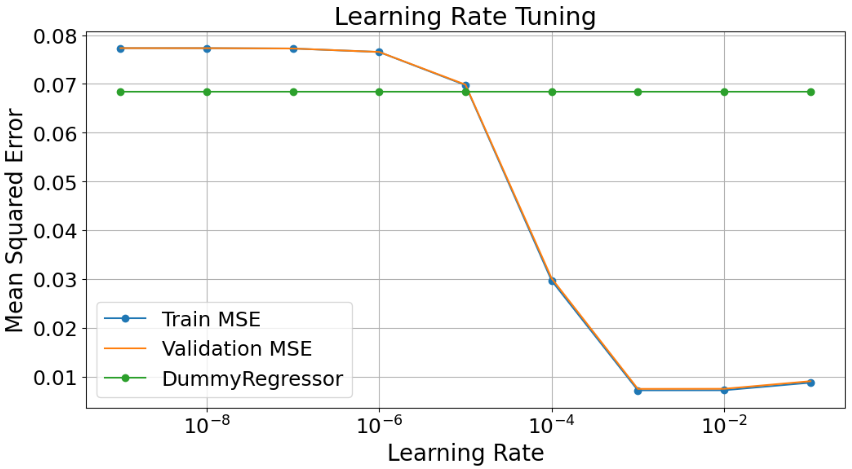 Learning Rate Tuning
Mean Squared Error
0.08
0.07
0.06
0.05
0.04
0.03
0.02
0.01
Train MSE
Validation MSE
DummyRegressor
10⁻⁸
10⁻⁶
10⁻⁴
10⁻²
Learning Rate